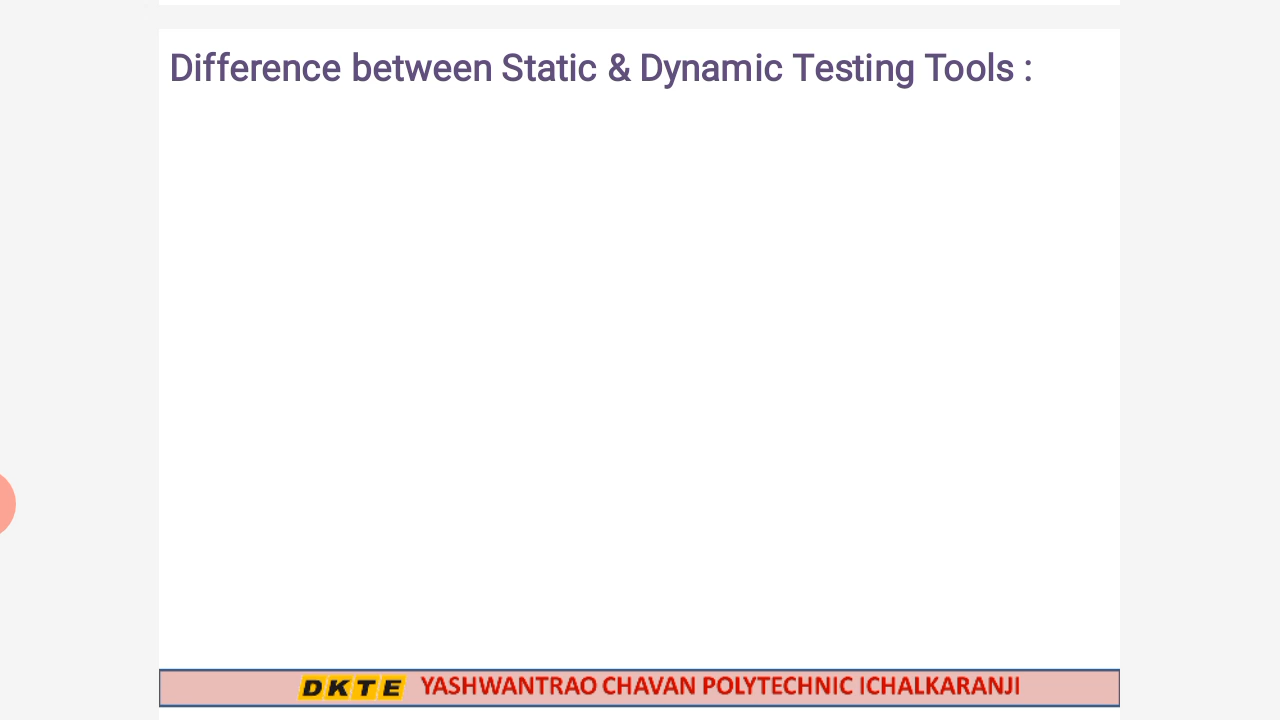 Difference between Static & Dynamic Testing Tools :
DKTE YASHWANTRAO CHAVAN POLYTECHNIC ICHALKARANJI